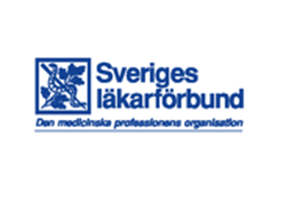 Sveriges
läkarförbund
Den medicinska professionens organisation